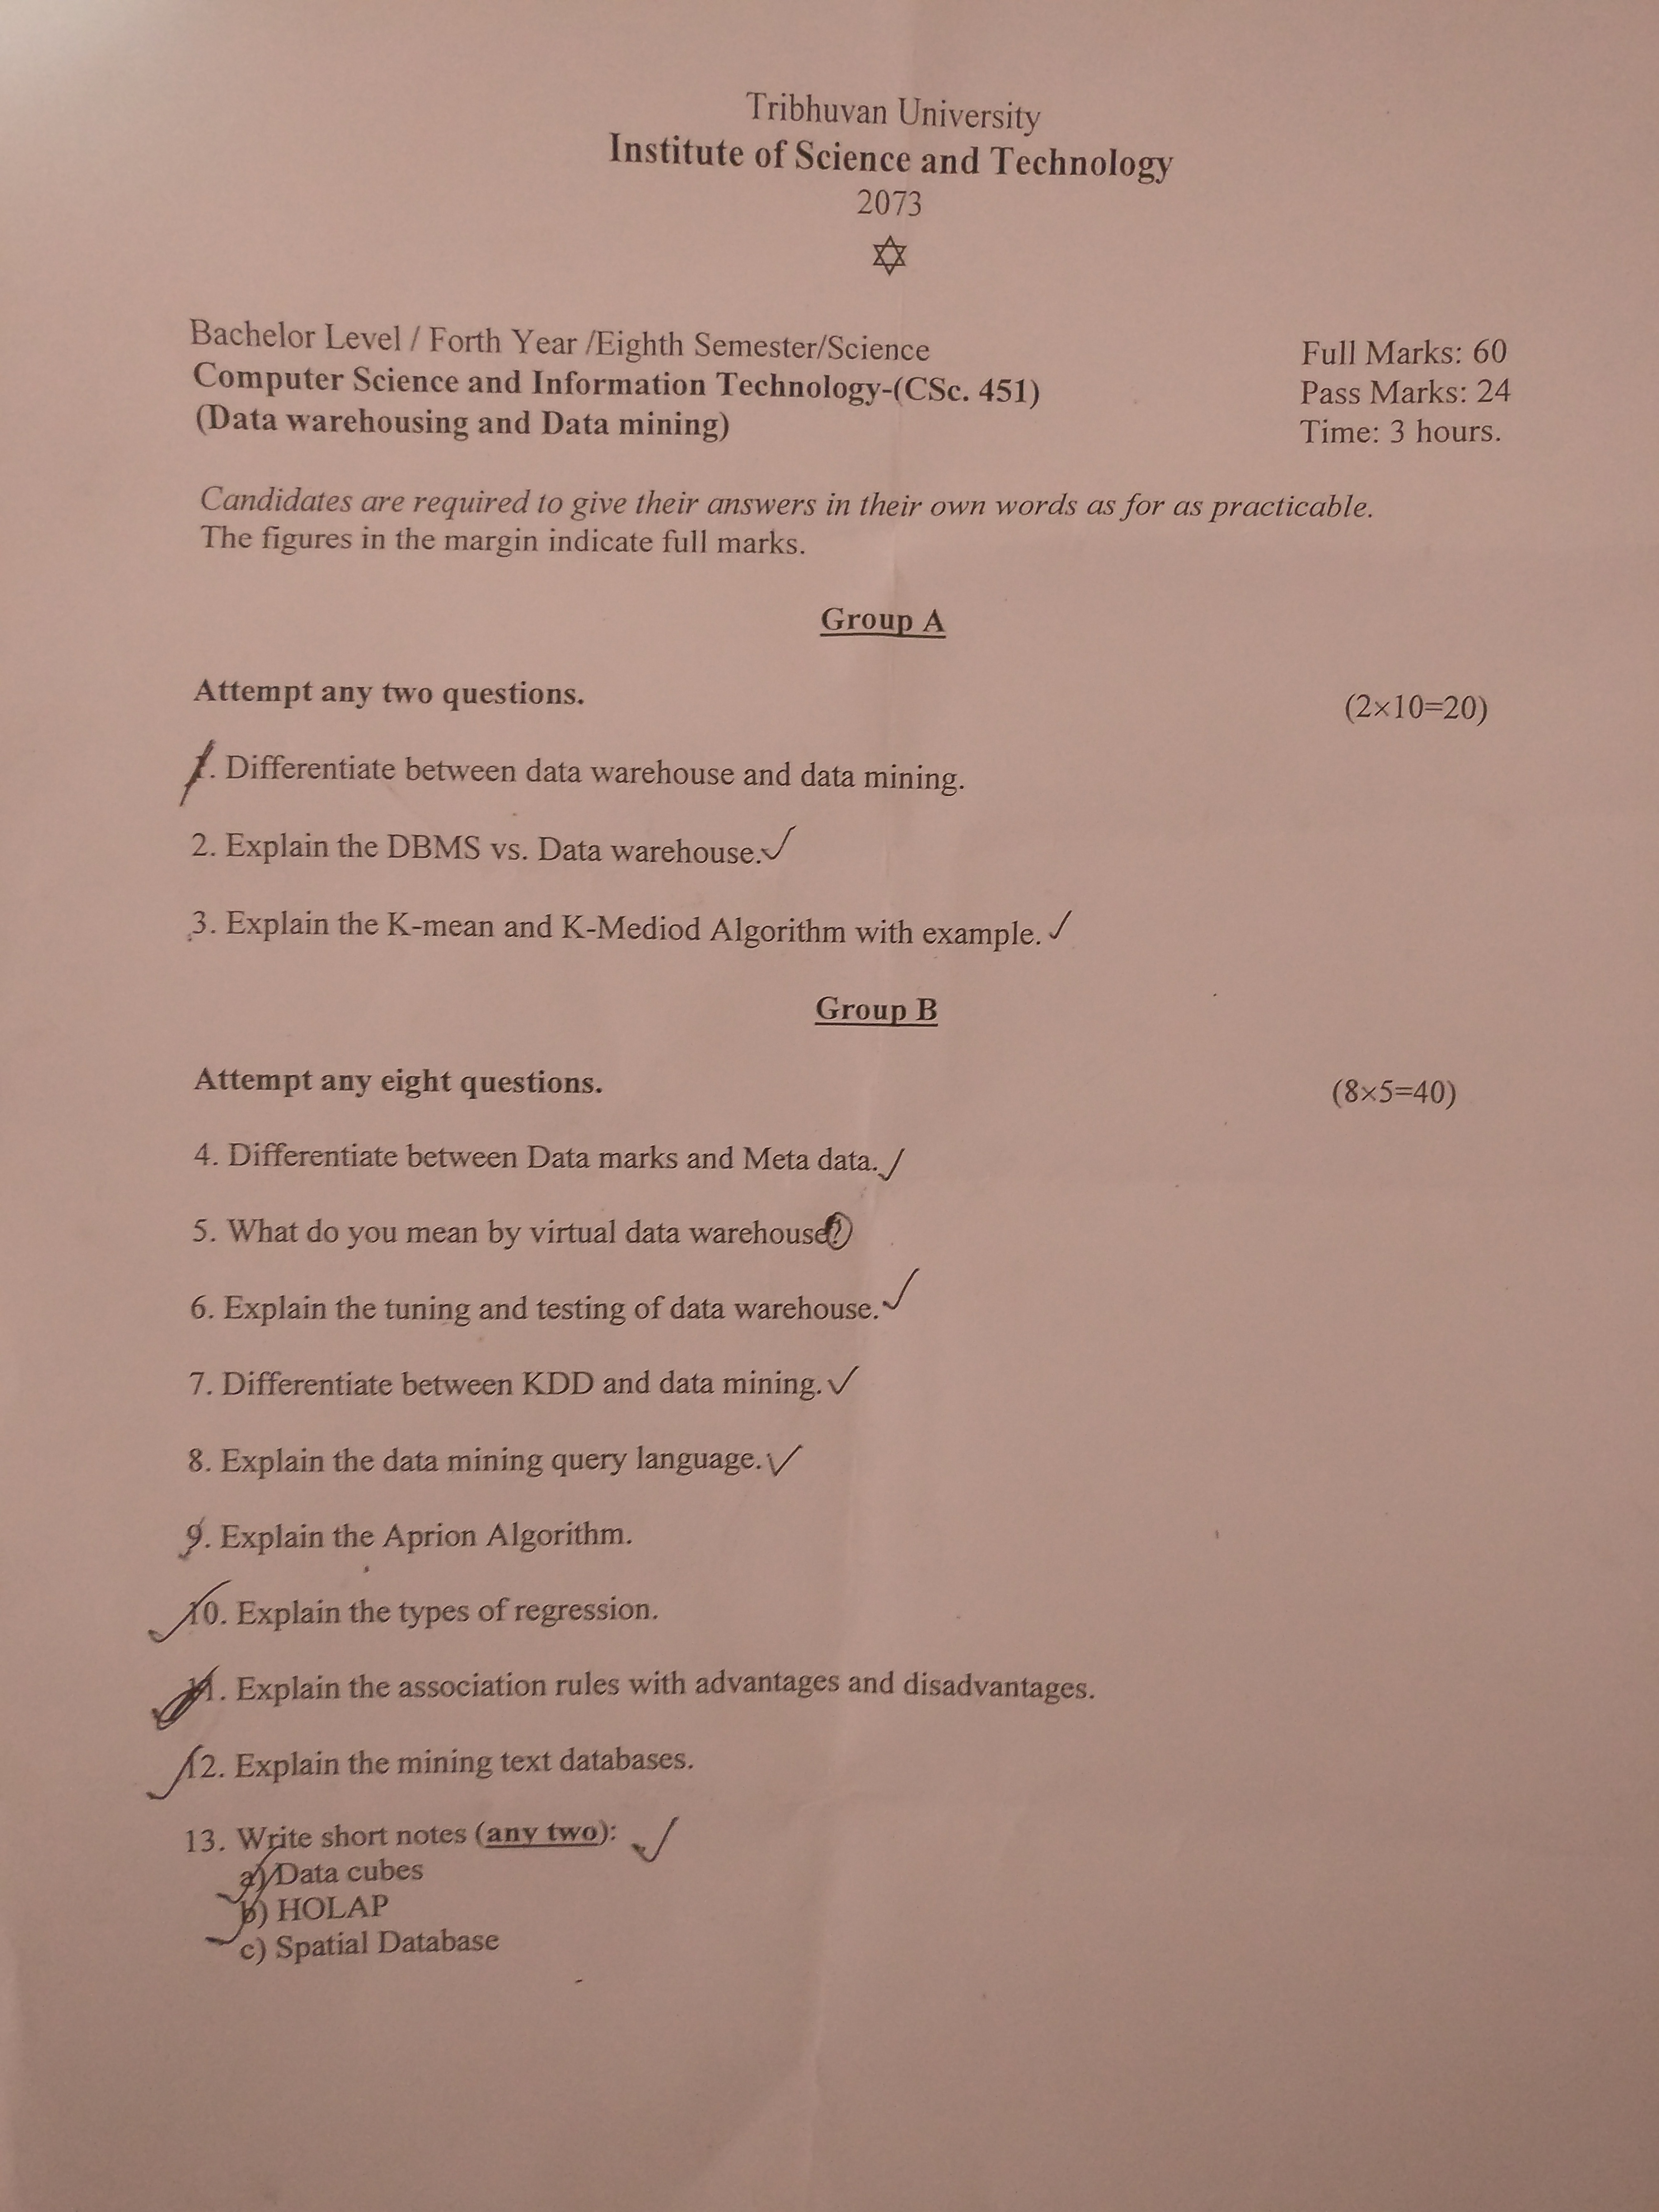 Tribhuvan University
Institute of Science and Technology
2073
Bachelor Level / Forth Year /Eighth Semester/Science
Full Marks: 60
Computer Science and Information Technology-(CSc. 451)
Pass Marks: 24
(Data warehousing and Data mining)
Time: 3 hours.
Candidates are required to give their answers in their own words as for as practicable.
The figures in the margin indicate full marks.
Group A
Attempt any two questions. (2×10=20)
1. Differentiate between data warehouse and data mining.
2. Explain the DBMS vs. Data warehouse.
3. Explain the K-mean and K-Mediod Algorithm with example.
Group B
Attempt any eight questions. (8×5=40)
4. Differentiate between Data marks and Meta data.
5. What do you mean by virtual data warehouse?
6. Explain the tuning and testing of data warehouse.
7. Differentiate between KDD and data mining.
8. Explain the data mining query language.
9. Explain the Aprion Algorithm.
10. Explain the types of regression.
11. Explain the association rules with advantages and disadvantages.
12. Explain the mining text databases.
13. Write short notes (any two):
a) Data cubes
b) HOLAP
c) Spatial Database